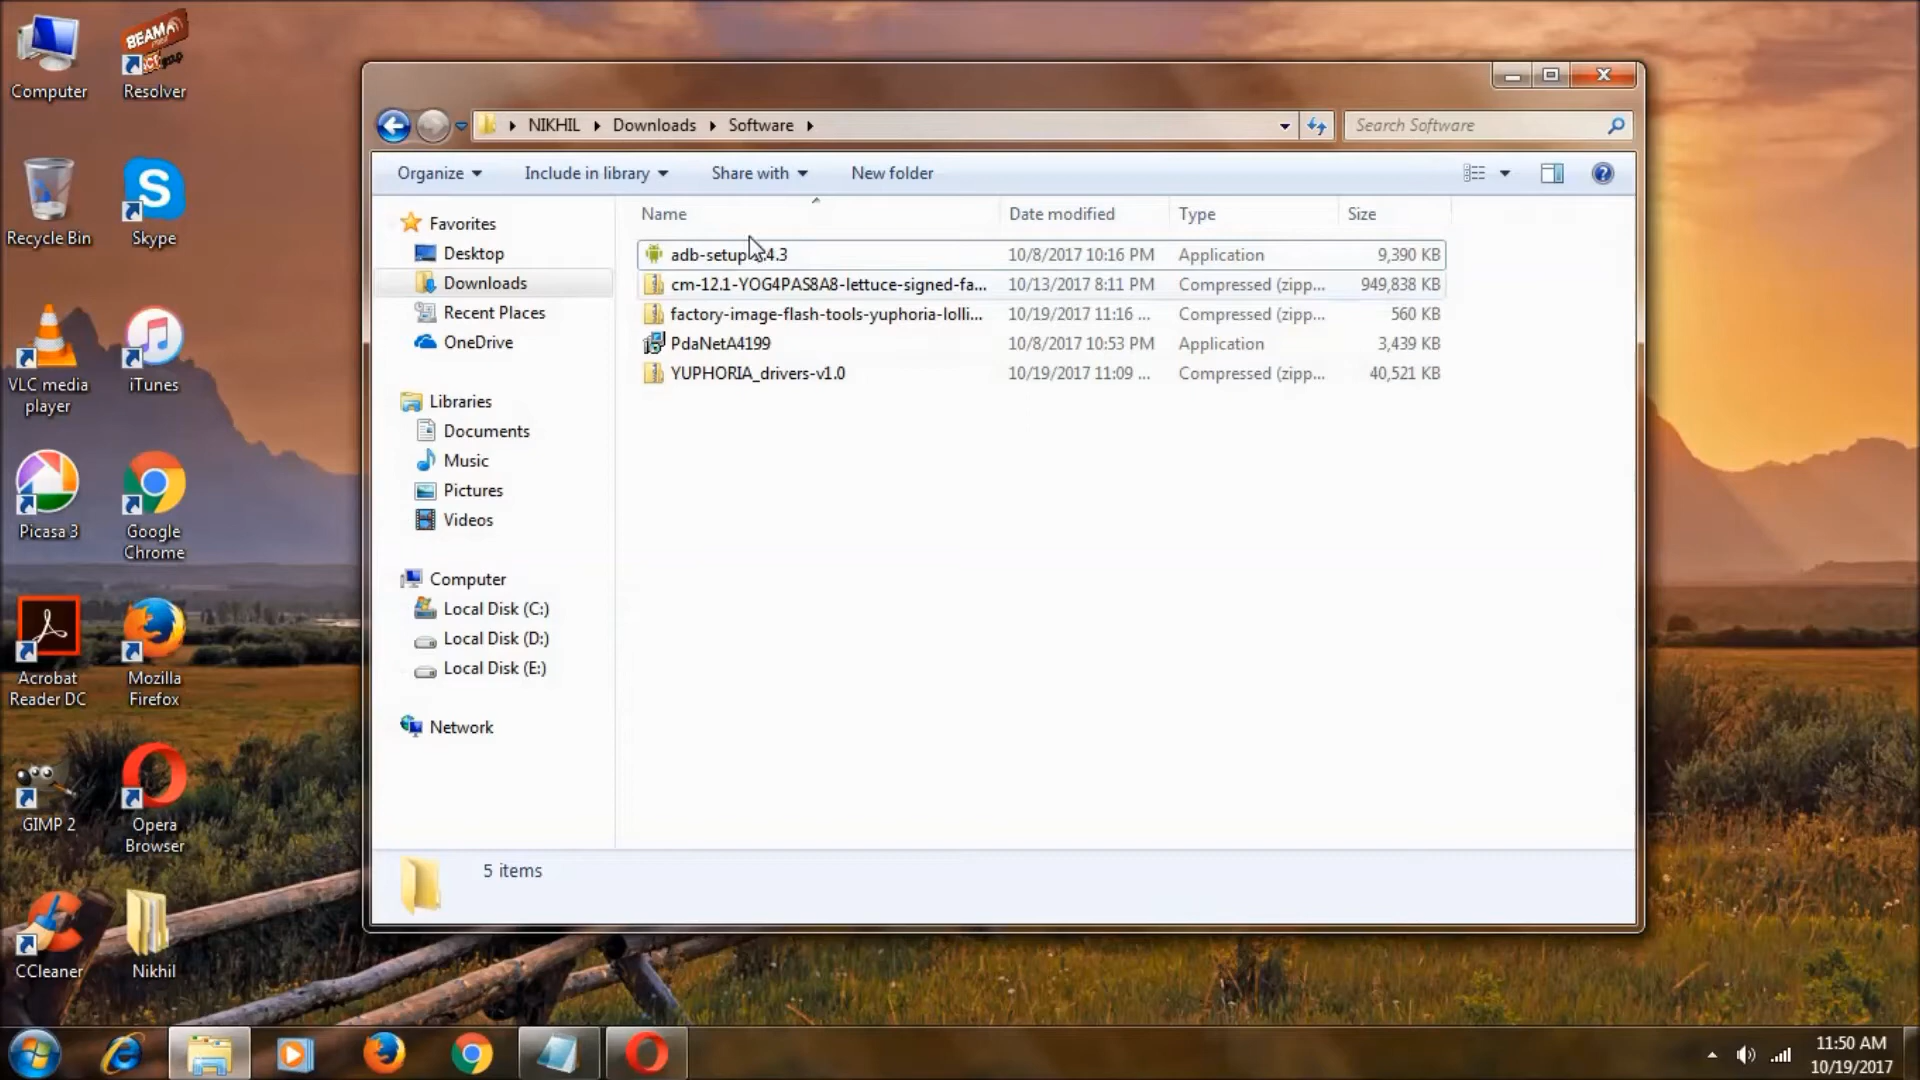 Computer
Resolver
Recycle Bin
Skype
VLC media
player
iTunes
Picasa 3
Google
Chrome
Acrobat
Reader DC
Mozilla
Firefox
GIMP 2
Opera
Browser
CCleaner
Nikhil
NIKHIL
Downloads
Software
Search Software
Organize
Include in library
Share with
New folder
Favorites
Desktop
Downloads
Recent Places
OneDrive
Libraries
Documents
Music
Pictures
Videos
Computer
Local Disk (C:)
Local Disk (D:)
Local Disk (E:)
Network
Name Date modified Type Size
adb-setup 4.3 10/8/2017 10:16 PM Application 9,390 KB
cm-12.1-YOG4PAS8A8-lettuce-signed-fa... 10/13/2017 8:11 PM Compressed (zipp... 949,838 KB
factory-image-flash-tools-yuphoria-lolli... 10/19/2017 11:16 ... Compressed (zipp... 560 KB
PdaNetA4199 10/8/2017 10:53 PM Application 3,439 KB
YUPHORIA_drivers-v1.0 10/19/2017 11:09 ... Compressed (zipp... 40,521 KB
5 items
11:50 AM
10/19/2017